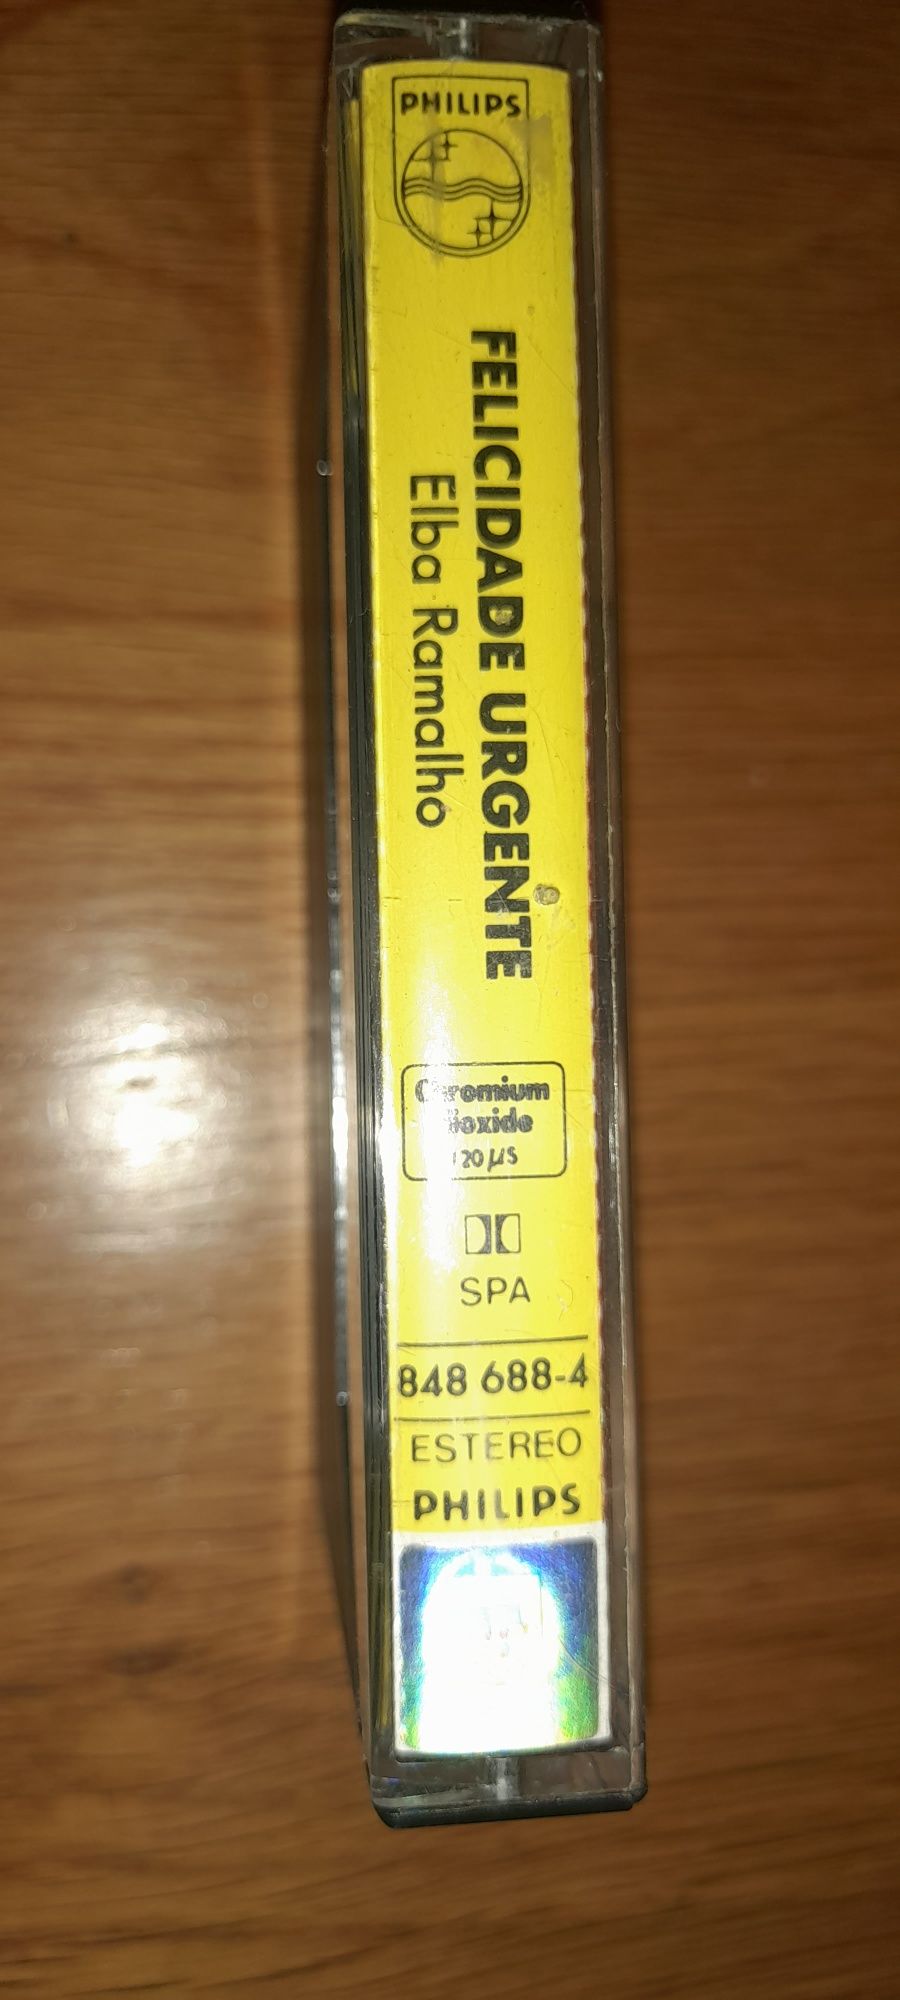 PHILIPS
FELICIDADE URGENTE
Elba Ramalho
Chromium
dioxide
120 µs
SPA
848 688-4
ESTEREO
PHILIPS